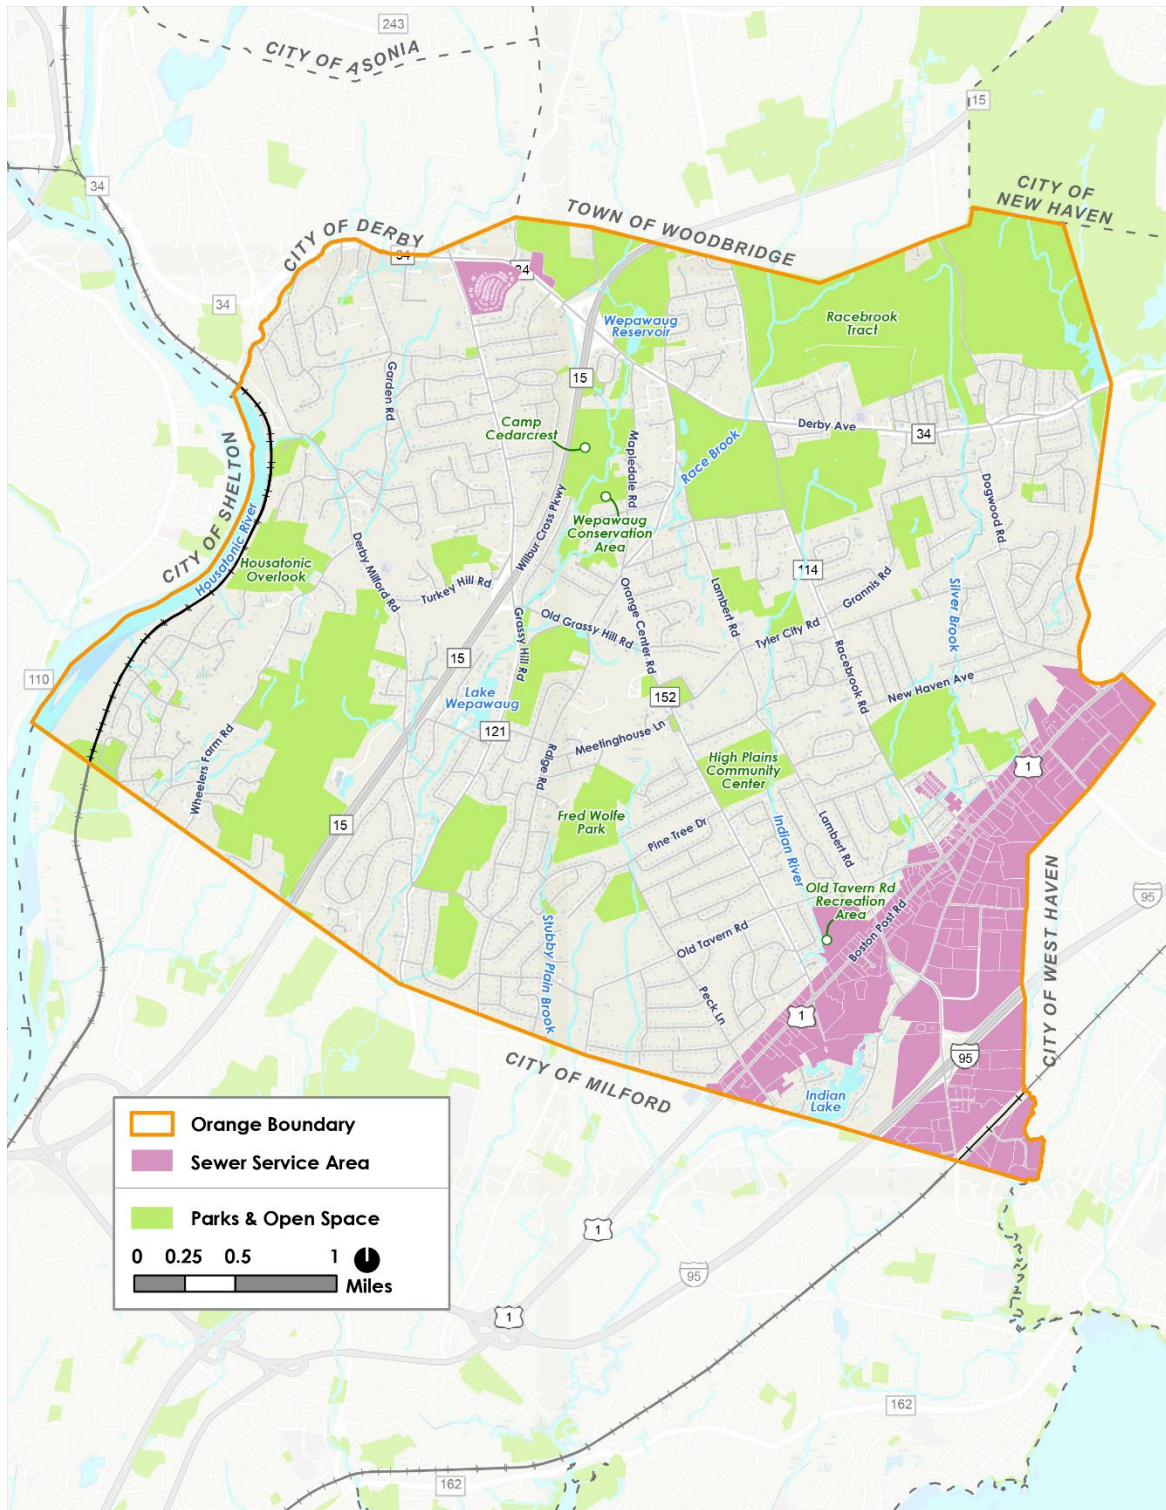 243
CITY OF ASONIA
15
34
CITY OF
NEW HAVEN
TOWN OF WOODBRIDGE
CITY OF DERBY
34
34
34
Wepawaug
Reservoir
Racebrook
Tract
15
Garden Rd
Camp
Cedarcrest
Mapledale Rd
Derby Ave
34
Race Brook
CITY OF SHELTON
Housatonic River
Wilbur Cross Pkwy
Dogwood Rd
Wepawaug
Conservation
Area
Housatonic
Overlook
Derby Milford Rd
Turkey Hill Rd
114
Grannis Rd
Silver Brook
Orange Center Rd
Lambert Rd
Old Grassy Hill Rd
Grassy Hill Rd
Tyler City Rd
Racebrook Rd
15
110
Lake
Wepawaug
152
New Haven Ave
121
Meetinghouse Ln
Wheelers Farm Rd
Rdige Rd
High Plains
Community
Center
1
15
Fred Wolfe
Park
Pine Tree Dr
Indian River
Lambert Rd
Old Tavern Rd
Recreation
Area
95
Boston Post Rd
CITY OF WEST HAVEN
Stubby Plain Brook
Old Tavern Rd
Peck Ln
1
95
CITY OF MILFORD
Indian
Lake
Orange Boundary
Sewer Service Area
Parks & Open Space
0 0.25 0.5 1
Miles
1
95
1
162
162